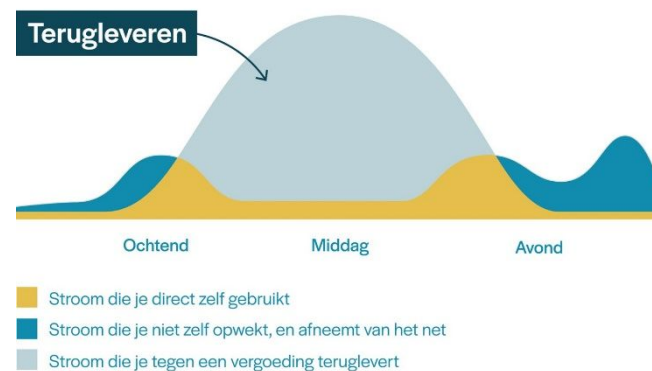 Terugleveren
Ochtend Middag Avond
Stroom die je direct zelf gebruikt
Stroom die je niet zelf opwekt, en afneemt van het net
Stroom die je tegen een vergoeding teruglevert